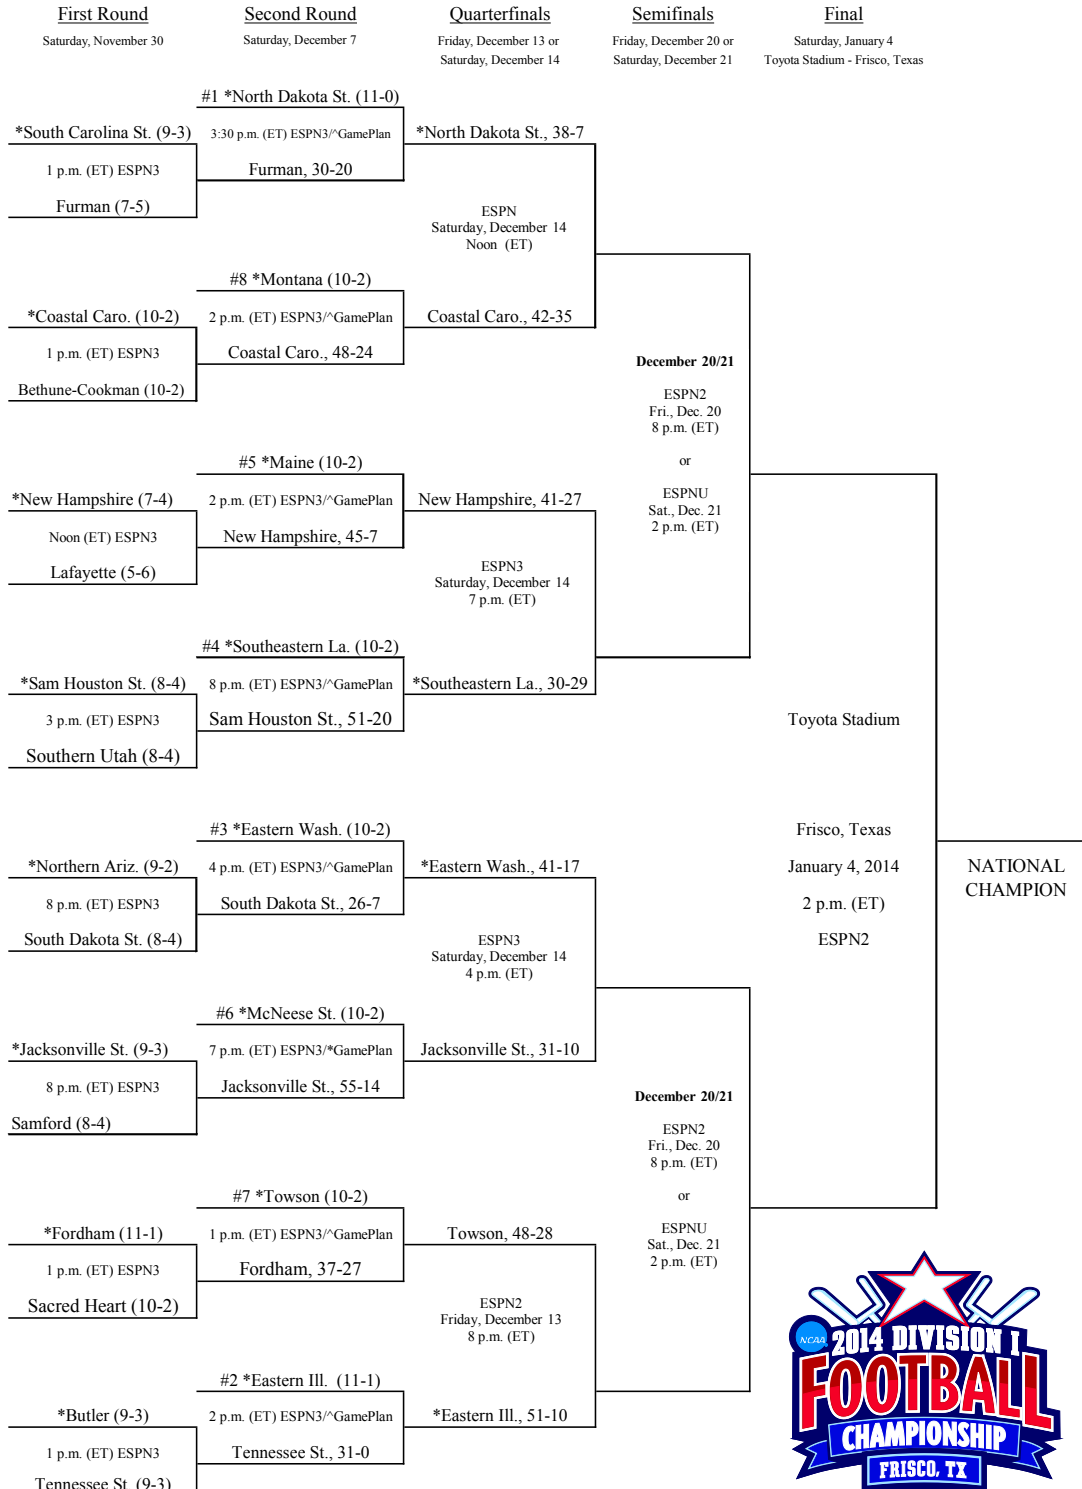 First Round
Second Round
Quarterfinals
Semifinals
Final
Saturday, November 30
Saturday, December 7
Friday, December 13 or
Saturday, December 14
Friday, December 20 or
Saturday, December 21
Saturday, January 4
Toyota Stadium - Frisco, Texas
#1 *North Dakota St. (11-0)
*South Carolina St. (9-3)
3:30 p.m. (ET) ESPN3/^GamePlan
*North Dakota St., 38-7
1 p.m. (ET) ESPN3
Furman, 30-20
Furman (7-5)
ESPN
Saturday, December 14
Noon (ET)
#8 *Montana (10-2)
*Coastal Caro. (10-2)
2 p.m. (ET) ESPN3/^GamePlan
Coastal Caro., 42-35
1 p.m. (ET) ESPN3
Coastal Caro., 48-24
Bethune-Cookman (10-2)
December 20/21
ESPN2
Fri., Dec. 20
8 p.m. (ET)
or
ESPNU
Sat., Dec. 21
2 p.m. (ET)
#5 *Maine (10-2)
*New Hampshire (7-4)
2 p.m. (ET) ESPN3/^GamePlan
New Hampshire, 41-27
Noon (ET) ESPN3
New Hampshire, 45-7
Lafayette (5-6)
ESPN3
Saturday, December 14
7 p.m. (ET)
#4 *Southeastern La. (10-2)
*Sam Houston St. (8-4)
8 p.m. (ET) ESPN3/^GamePlan
*Southeastern La., 30-29
3 p.m. (ET) ESPN3
Sam Houston St., 51-20
Southern Utah (8-4)
Toyota Stadium
Frisco, Texas
January 4, 2014
2 p.m. (ET)
ESPN2
NATIONAL
CHAMPION
#3 *Eastern Wash. (10-2)
*Northern Ariz. (9-2)
4 p.m. (ET) ESPN3/^GamePlan
*Eastern Wash., 41-17
8 p.m. (ET) ESPN3
South Dakota St., 26-7
South Dakota St. (8-4)
ESPN3
Saturday, December 14
4 p.m. (ET)
#6 *McNeese St. (10-2)
*Jacksonville St. (9-3)
7 p.m. (ET) ESPN3/*GamePlan
Jacksonville St., 31-10
8 p.m. (ET) ESPN3
Jacksonville St., 55-14
Samford (8-4)
December 20/21
ESPN2
Fri., Dec. 20
8 p.m. (ET)
or
ESPNU
Sat., Dec. 21
2 p.m. (ET)
#7 *Towson (10-2)
*Fordham (11-1)
1 p.m. (ET) ESPN3/^GamePlan
Towson, 48-28
1 p.m. (ET) ESPN3
Fordham, 37-27
Sacred Heart (10-2)
ESPN2
Friday, December 13
8 p.m. (ET)
#2 *Eastern Ill. (11-1)
*Butler (9-3)
2 p.m. (ET) ESPN3/^GamePlan
*Eastern Ill., 51-10
1 p.m. (ET) ESPN3
Tennessee St., 31-0
Tennessee St. (9-3)
NCAA
2014 DIVISION I
FOOTBALL
CHAMPIONSHIP
FRISCO, TX